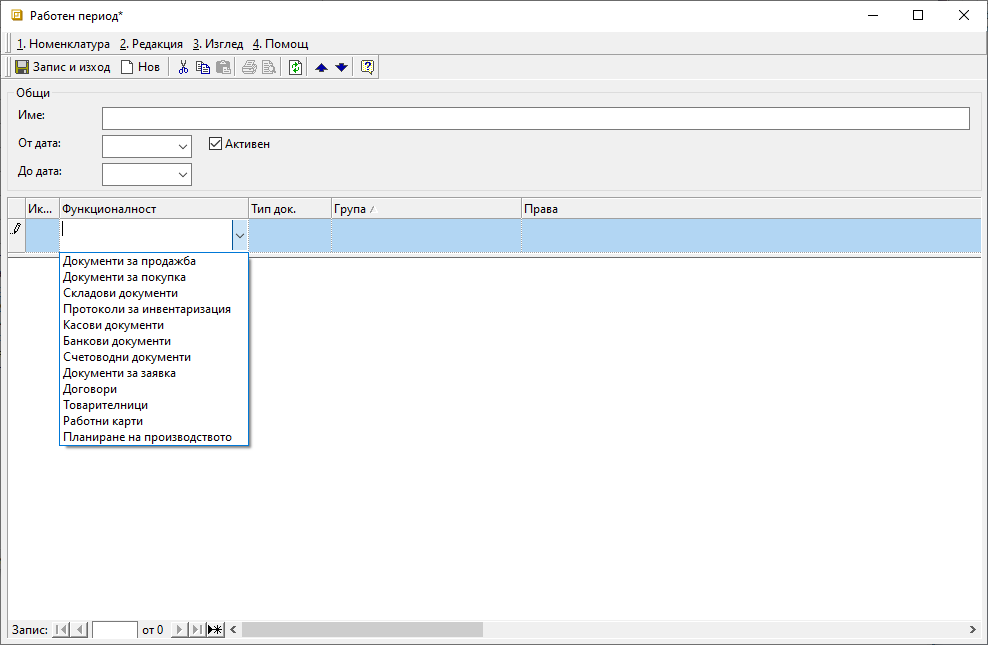 Работен период*
1. Номенклатура 2. Редакция 3. Изглед 4. Помощ
Запис и изход Нов
Общи
Име:
От дата: Активен
До дата:
Ик... Функционалност Тип док. Група Права
Документи за продажба
Документи за покупка
Складови документи
Протоколи за инвентаризация
Касови документи
Банкови документи
Счетоводни документи
Документи за заявка
Договори
Товарителници
Работни карти
Планиране на производството
Запис: от 0